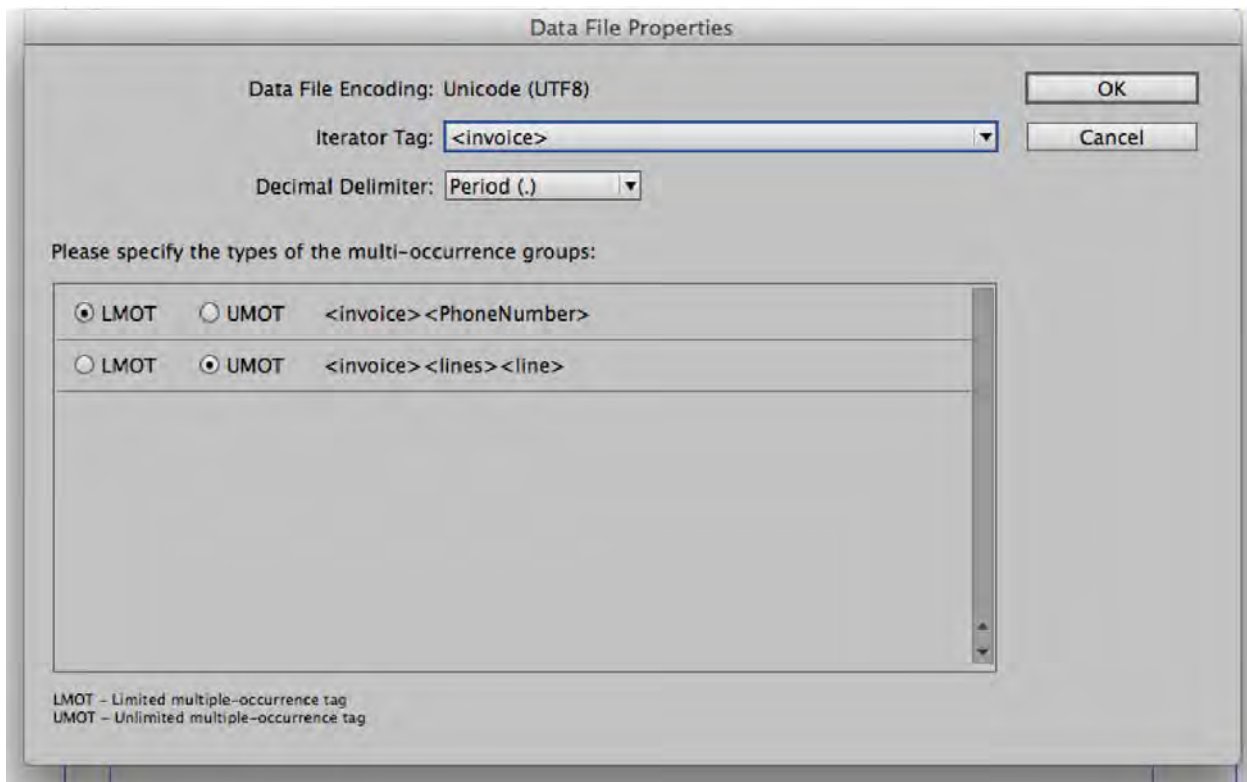 Data File Properties
Data File Encoding: Unicode (UTF8)
OK
Iterator Tag: <invoice>
Cancel
Decimal Delimiter: Period (.)
Please specify the types of the multi-occurrence groups:
LMOT UMOT <invoice><PhoneNumber>
LMOT UMOT <invoice><lines><line>
LMOT - Limited multiple-occurrence tag
UMOT - Unlimited multiple-occurrence tag